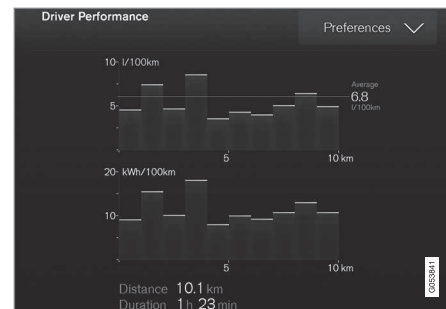 Driver Performance
Preferences
10 l/100km
Average
6.8
l/100km
5
5 10 km
20 kWh/100km
10
5 10 km
Distance 10.1 km
Duration 1 h 23 min
G053841